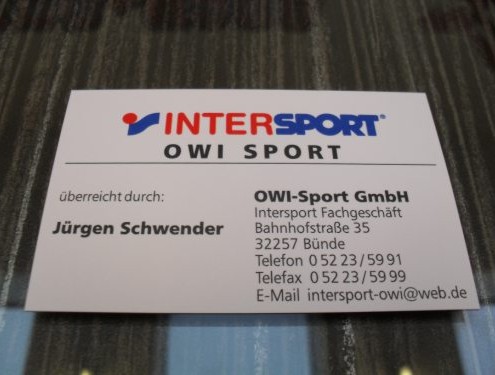 INTERSPORT®
OWI SPORT
überreicht durch:
Jürgen Schwender
OWI-Sport GmbH
Intersport Fachgeschäft
Bahnhofstraße 35
32257 Bünde
Telefon 0 52 23/59 91
Telefax 0 52 23/59 99
E-Mail intersport-owi@web.de